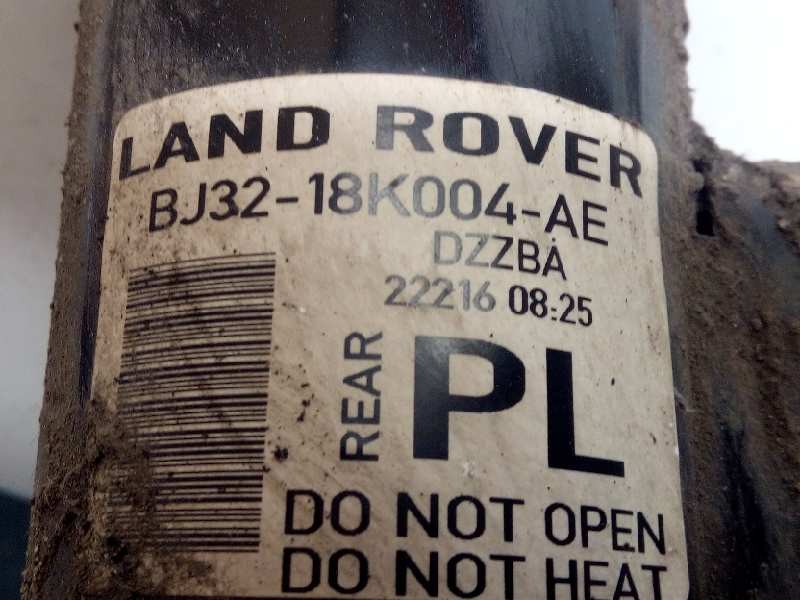 LAND ROVER
BJ32-18K004-AE
DZZBA
22216 08:25
REAR
PL
DO NOT OPEN
DO NOT HEAT